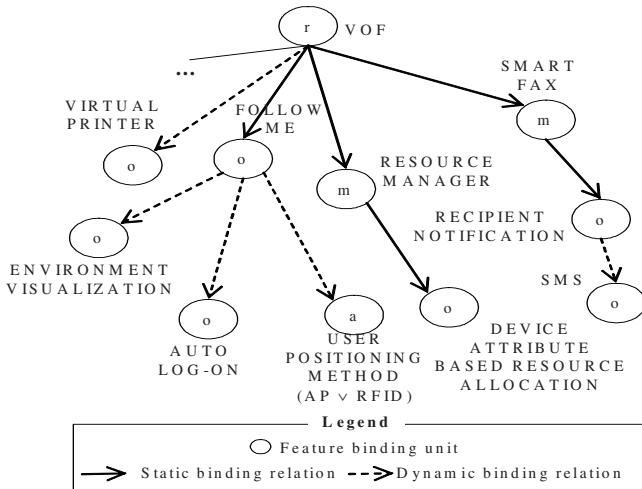 r VOF
...
SMART
FAX
VIRTUAL
PRINTER
FOLLOW
ME
m
o
o
RESOURCE
MANAGER
m
RECIPIENT
NOTIFICATION
o
o
ENVIRONMENT
VISUALIZATION
SMS
o
o
a
o
AUTO
LOG-ON
USER
POSITIONING
METHOD
(AP ∨ RFID)
DEVICE
ATTRIBUTE
BASED RESOURCE
ALLOCATION
Legend
Feature binding unit
Static binding relation Dynamic binding relation